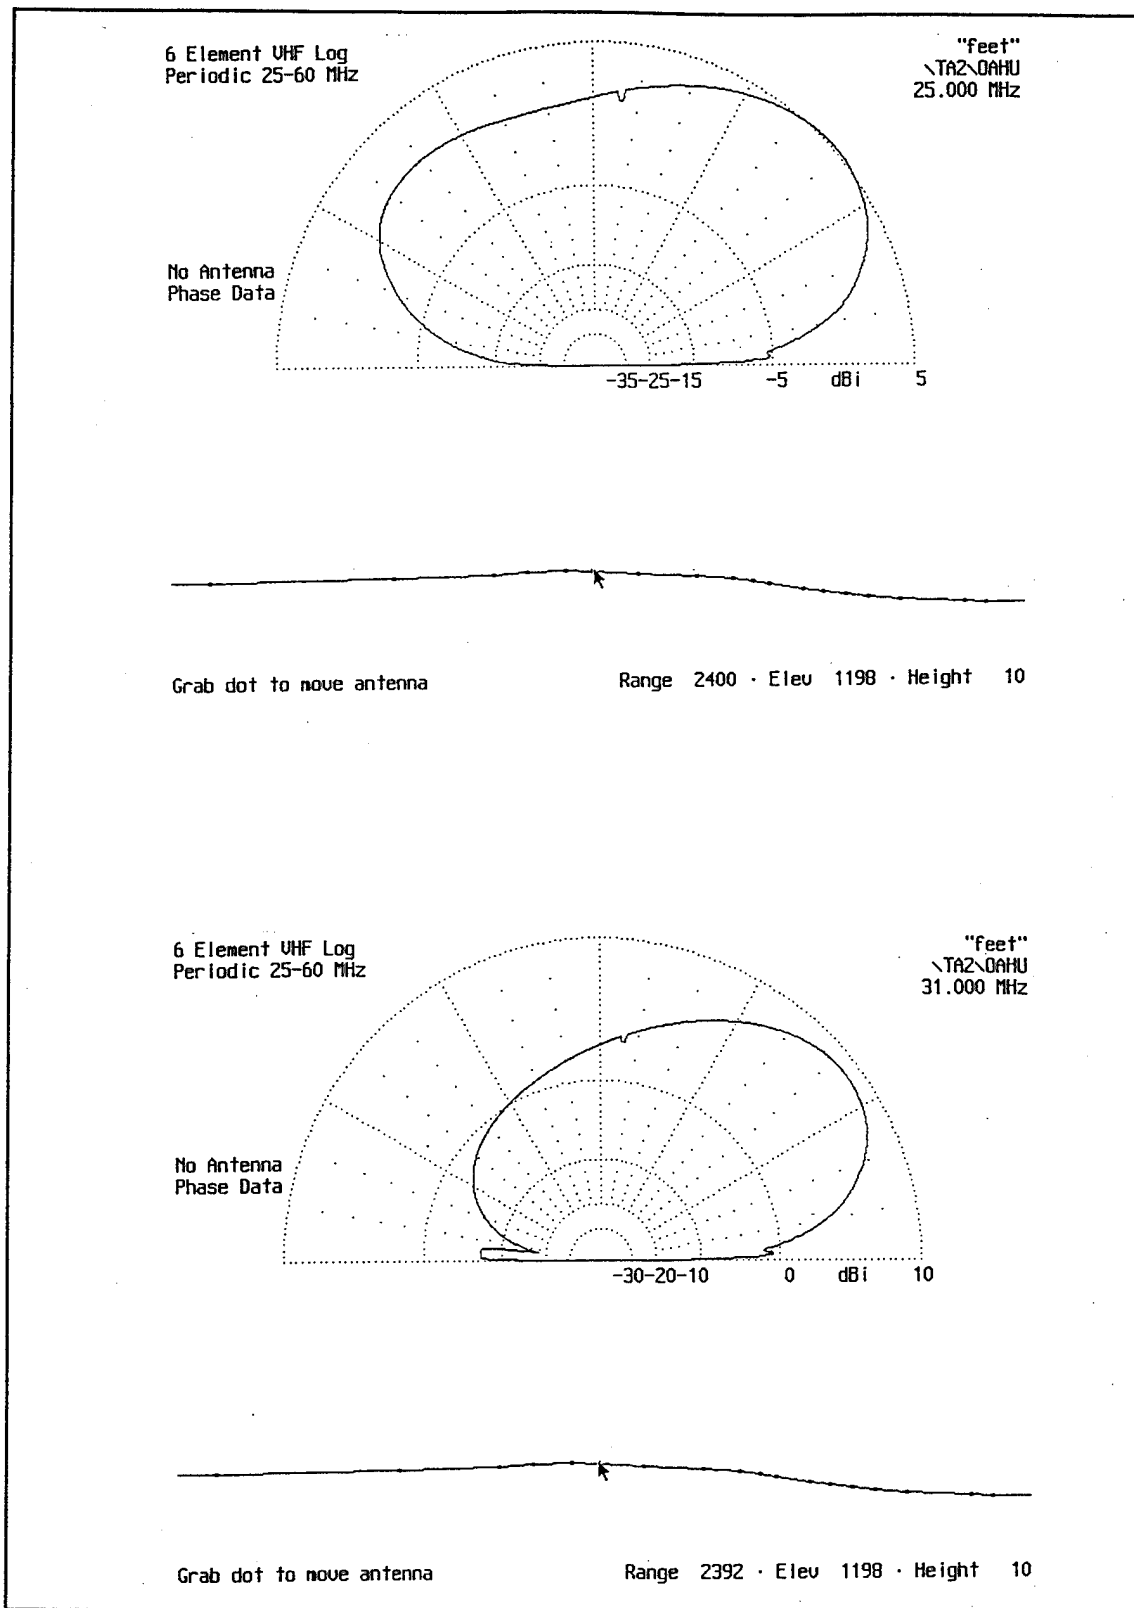 6 Element VHF Log
Periodic 25-60 MHz
"feet"
\TA2\OAHU
25.000 MHz
No Antenna
Phase Data
-35-25-15 -5 dBi 5
Grab dot to move antenna
Range 2400 · Elev 1198 · Height 10
6 Element VHF Log
Periodic 25-60 MHz
"feet"
\TA2\OAHU
31.000 MHz
No Antenna
Phase Data
-30-20-10 0 dBi 10
Grab dot to move antenna
Range 2392 · Elev 1198 · Height 10